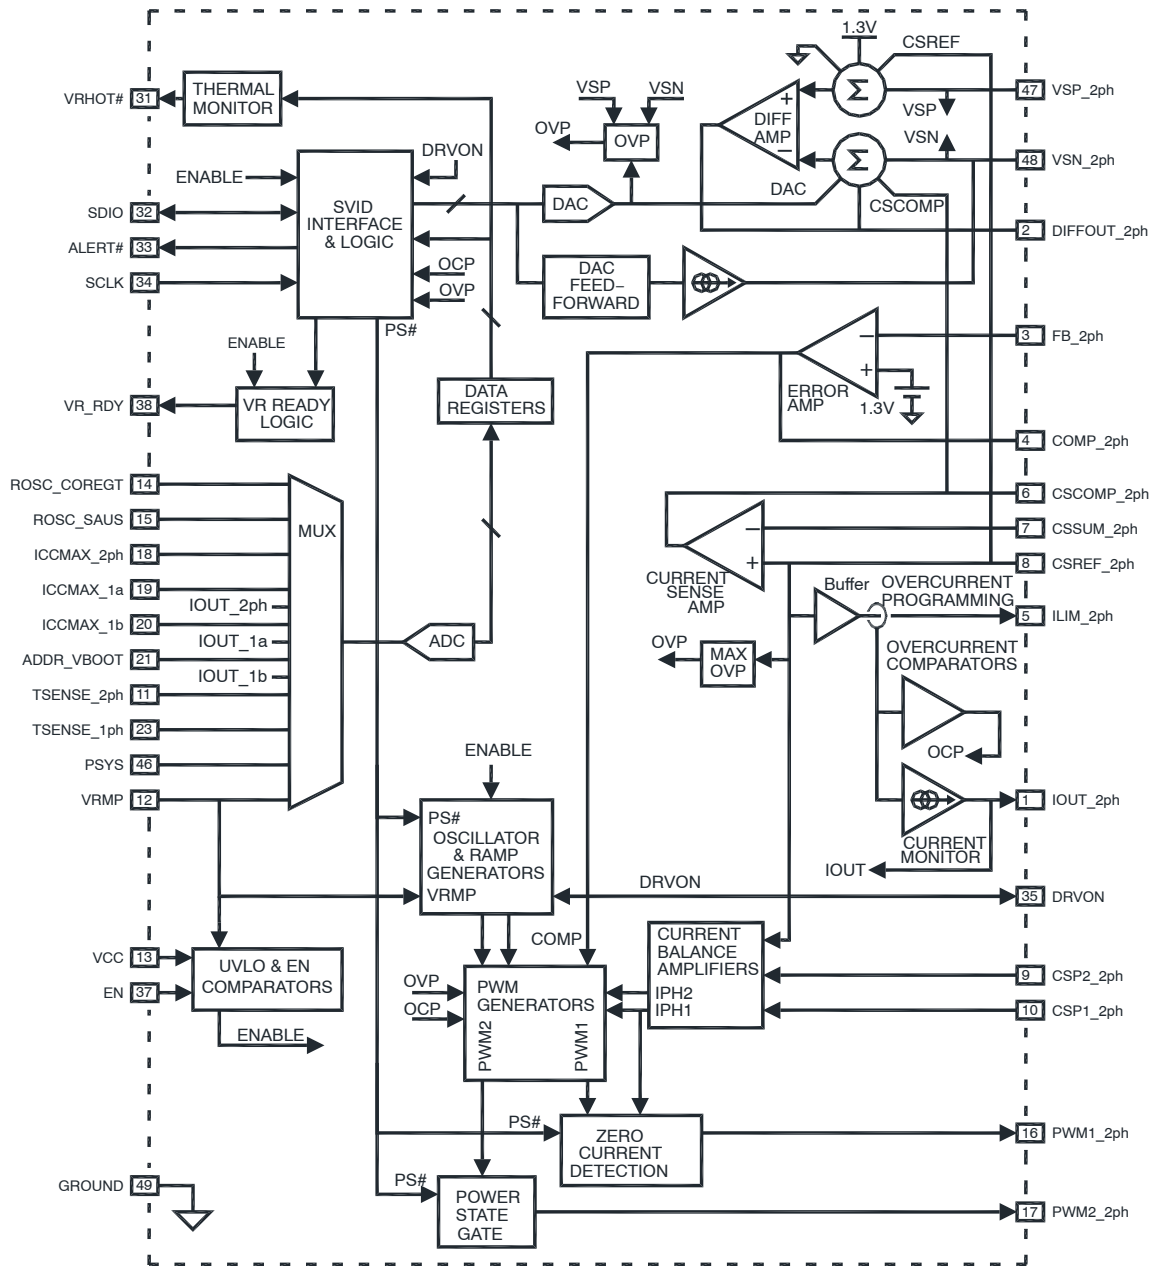 1.3V
CSREF
VRHOT# 31
THERMAL
MONITOR
VSP
VSN
OVP
OVP
+
DIFF
AMP
−
Σ
Σ
VSP
VSN
47 VSP_2ph
48 VSN_2ph
DAC
CSCOMP
2 DIFFOUT_2ph
ENABLE
DRVON
SVID
INTERFACE
& LOGIC
SDIO 32
ALERT# 33
SCLK 34
OCP
OVP
PS#
DAC
DAC
FEED−
FORWARD
ENABLE
VR_RDY 38
VR READY
LOGIC
DATA
REGISTERS
−
+
ERROR
AMP
1.3V
3 FB_2ph
4 COMP_2ph
ROSC_COREGT 14
ROSC_SAUS 15
ICCMAX_2ph 18
ICCMAX_1a 19
IOUT_2ph
ICCMAX_1b 20
IOUT_1a
ADDR_VBOOT 21
IOUT_1b
TSENSE_2ph 11
TSENSE_1ph 23
PSYS 46
VRMP 12
MUX
ADC
6 CSCOMP_2ph
7 CSSUM_2ph
8 CSREF_2ph
−
+
CURRENT
SENSE
AMP
Buffer
OVERCURRENT
PROGRAMMING
5 ILIM_2ph
OVP
MAX
OVP
OVERCURRENT
COMPARATORS
OCP
1 IOUT_2ph
CURRENT
MONITOR
IOUT
ENABLE
PS#
OSCILLATOR
& RAMP
GENERATORS
VRMP
DRVON
35 DRVON
COMP
VCC 13
EN 37
UVLO & EN
COMPARATORS
ENABLE
OVP
OCP
PWM
GENERATORS
PWM2
PWM1
CURRENT
BALANCE
AMPLIFIERS
IPH2
IPH1
9 CSP2_2ph
10 CSP1_2ph
PS#
ZERO
CURRENT
DETECTION
16 PWM1_2ph
GROUND 49
PS#
POWER
STATE
GATE
17 PWM2_2ph